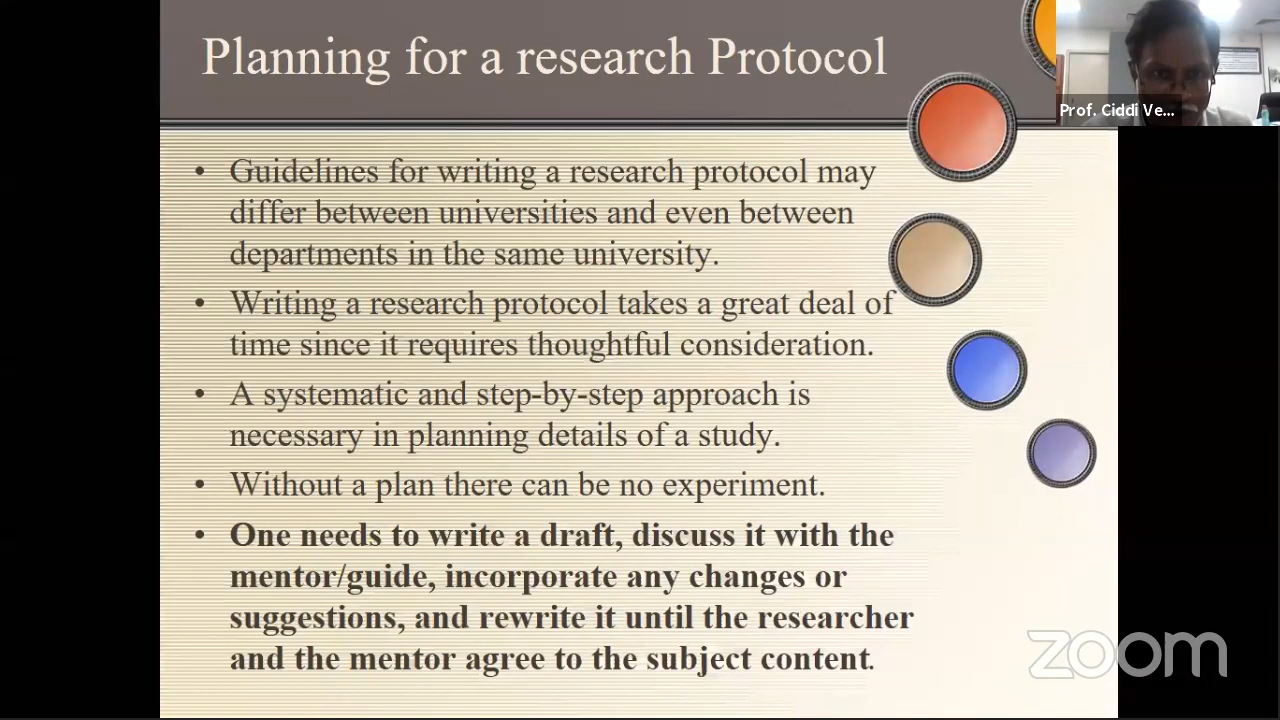 Planning for a research Protocol
Prof. Ciddi Ve...
• Guidelines for writing a research protocol may
differ between universities and even between
departments in the same university.
• Writing a research protocol takes a great deal of
time since it requires thoughtful consideration.
• A systematic and step-by-step approach is
necessary in planning details of a study.
• Without a plan there can be no experiment.
• One needs to write a draft, discuss it with the
mentor/guide, incorporate any changes or
suggestions, and rewrite it until the researcher
and the mentor agree to the subject content.
zoom